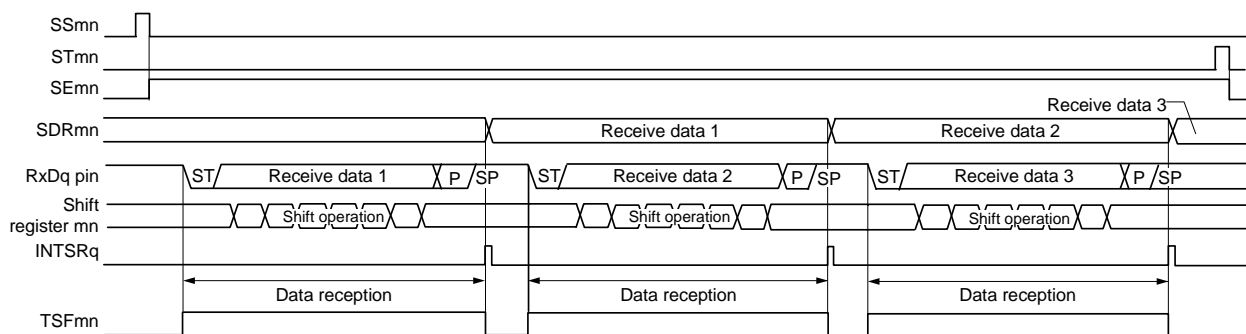 SSmn
STmn
SEmn
Receive data 3
SDRmn Receive data 1 Receive data 2
RxDq pin ST Receive data 1 P SP ST Receive data 2 P SP ST Receive data 3 P SP
Shift
register mn Shift operation Shift operation Shift operation
INTSRq
Data reception Data reception Data reception
TSFmn